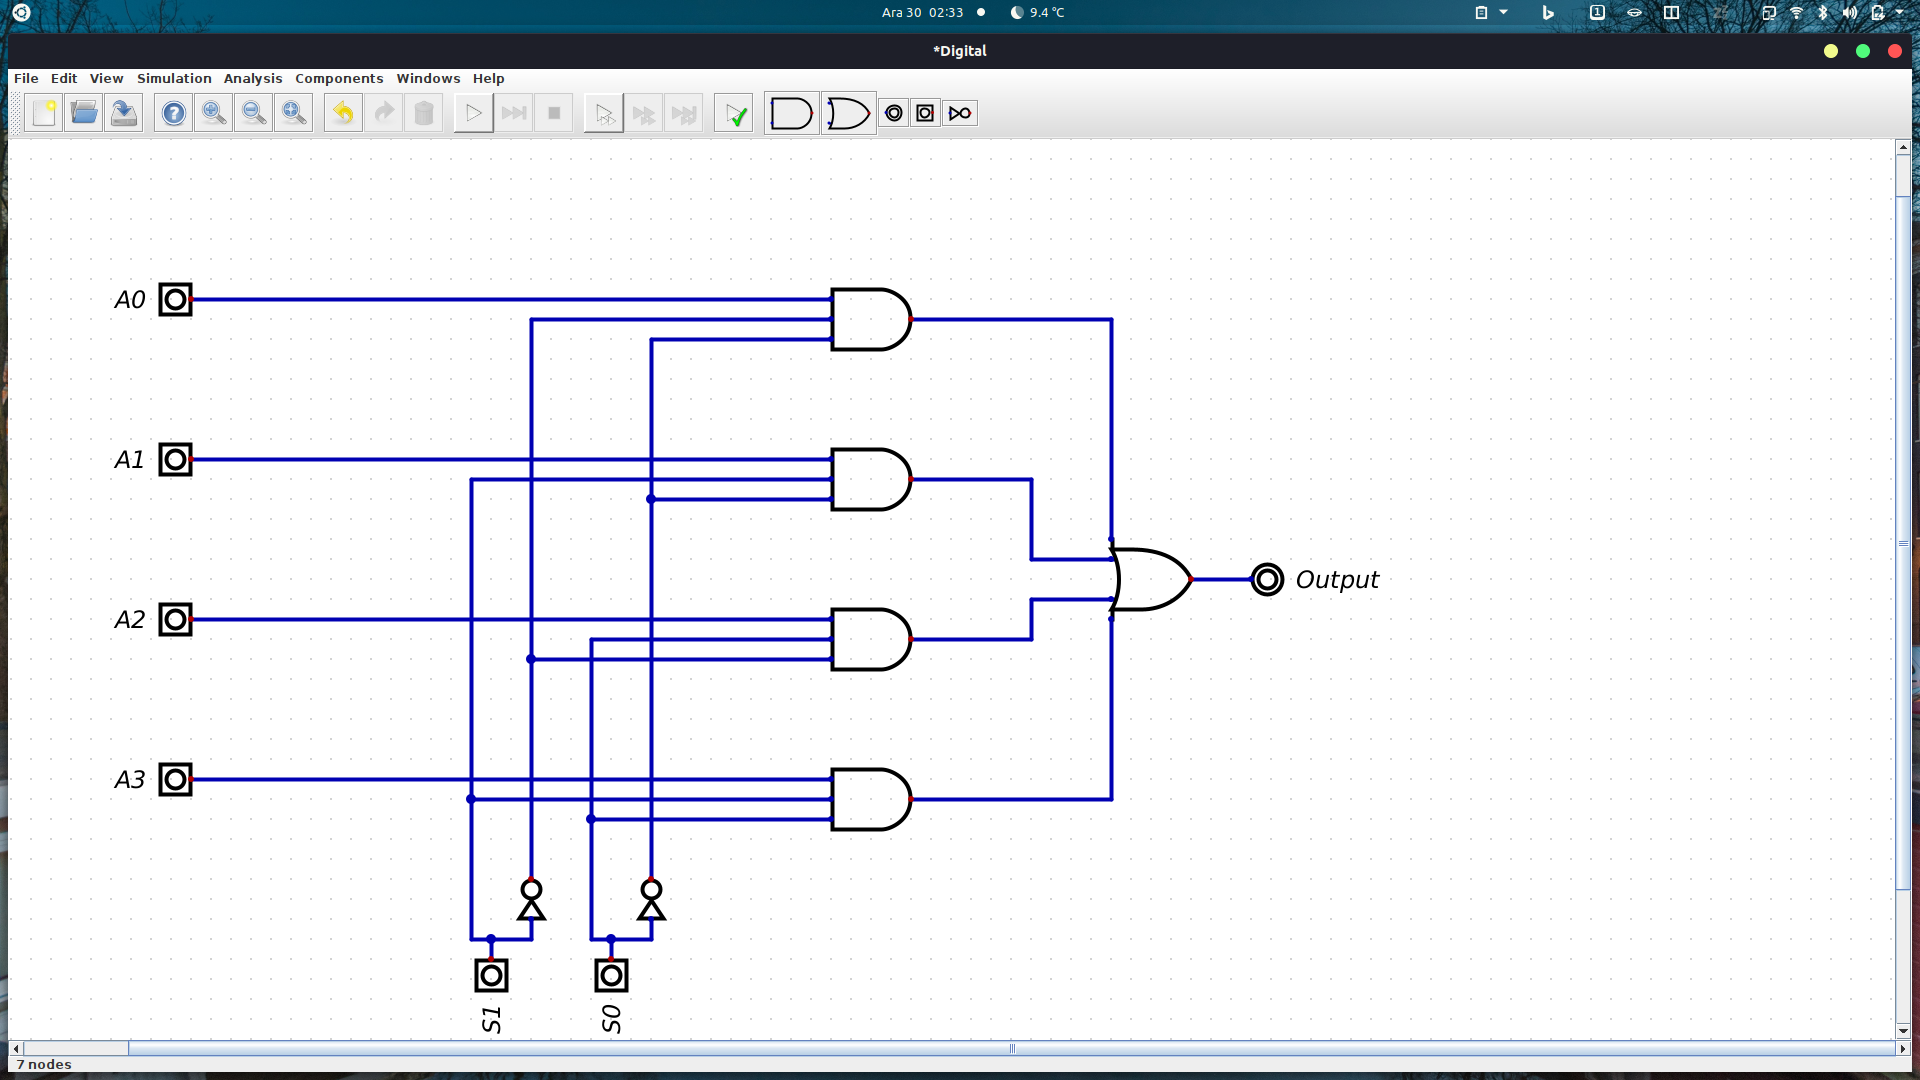 Ara 30 02:33
9.4 °C
1
*Digital
File Edit View Simulation Analysis Components Windows Help
?
A0
A1
A2
A3
Output
S1
S0
7 nodes